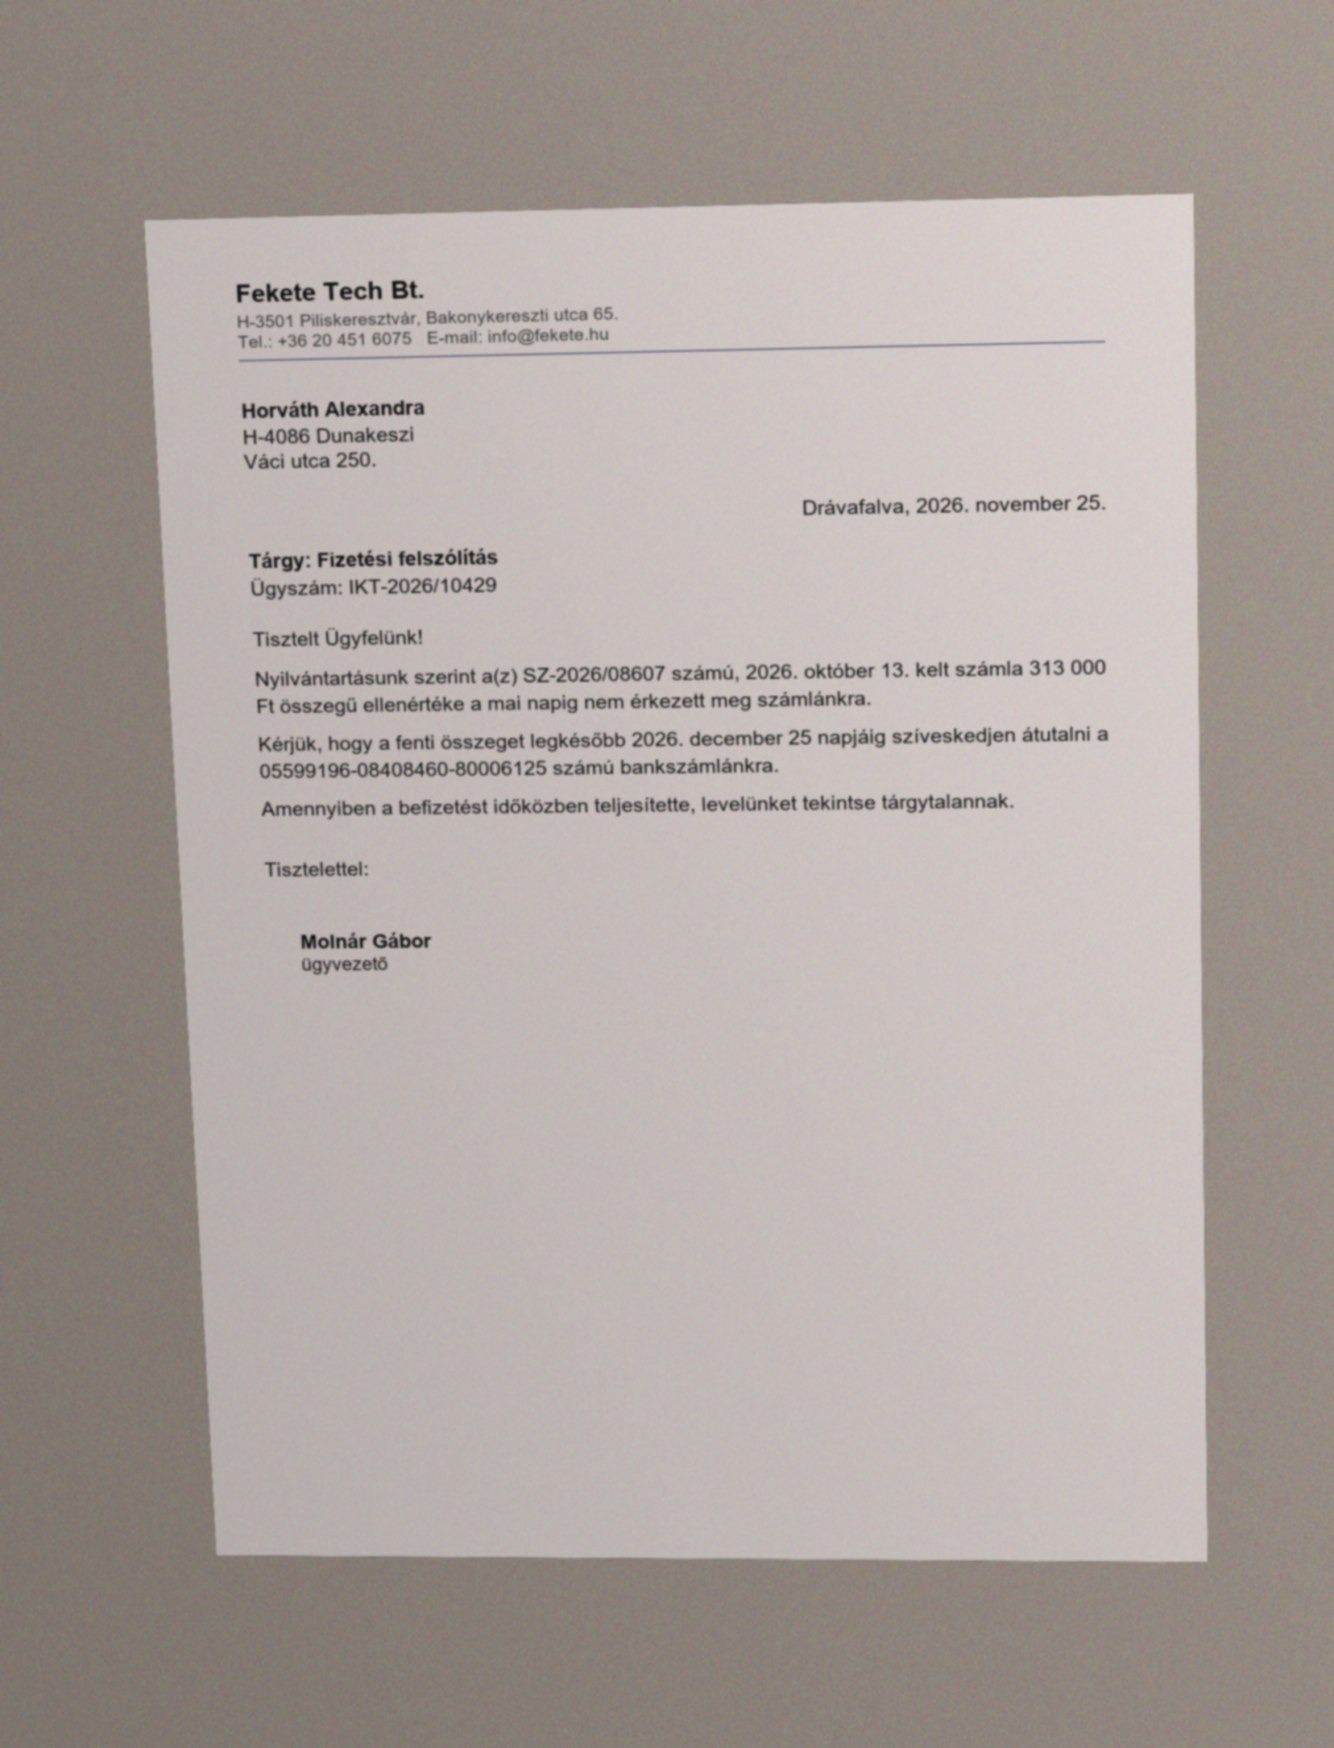 Fekete Tech Bt.
H-3501 Piliskeresztvár, Bakonykereszti utca 65.
Tel.: +36 20 451 6075 E-mail: info@fekete.hu
Horváth Alexandra
H-4086 Dunakeszi
Váci utca 250.
Drávafalva, 2026. november 25.
Tárgy: Fizetési felszólítás
Ügyszám: IKT-2026/10429
Tisztelt Ügyfelünk!
Nyilvántartásunk szerint a(z) SZ-2026/08607 számú, 2026. október 13. kelt számla 313 000
Ft összegű ellenértéke a mai napig nem érkezett meg számlánkra.
Kérjük, hogy a fenti összeget legkésőbb 2026. december 25 napjáig szíveskedjen átutalni a
05599196-08408460-80006125 számú bankszámlánkra.
Amennyiben a befizetést időközben teljesítette, levelünket tekintse tárgytalannak.
Tisztelettel:
Molnár Gábor
ügyvezető